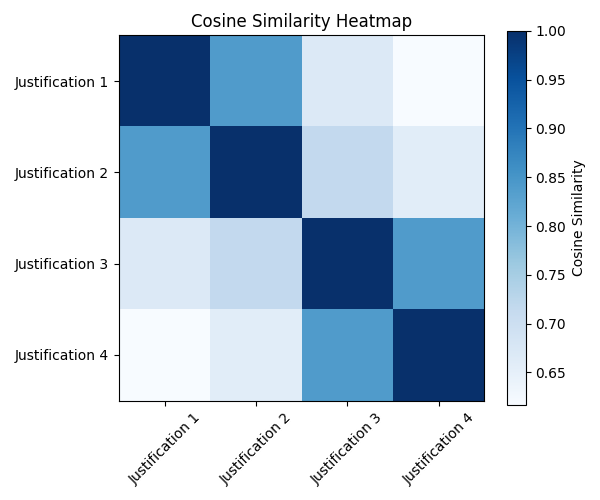 Cosine Similarity Heatmap
Justification 1
Justification 2
Justification 3
Justification 4
Justification 1
Justification 2
Justification 3
Justification 4
1.00
0.95
0.90
0.85
0.80
0.75
0.70
0.65
Cosine Similarity